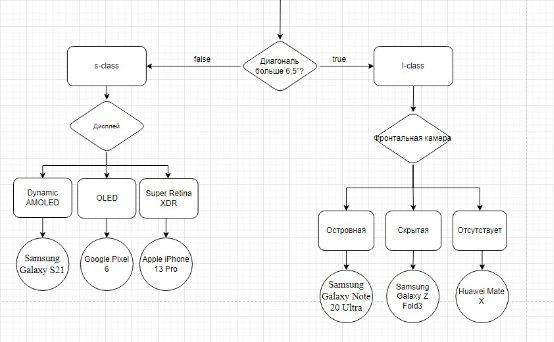 Диагональ
больше 6,5"?
false
true
s-class
l-class
Дисплей
Фронтальная камера
Dynamic
AMOLED
OLED
Super Retina
XDR
Островная
Скрытая
Отсутствует
Samsung
Galaxy S21
Google Pixel
6
Apple iPhone
13 Pro
Samsung
Galaxy Note
20 Ultra
Samsung
Galaxy Z
Fold3
Huawei Mate
X